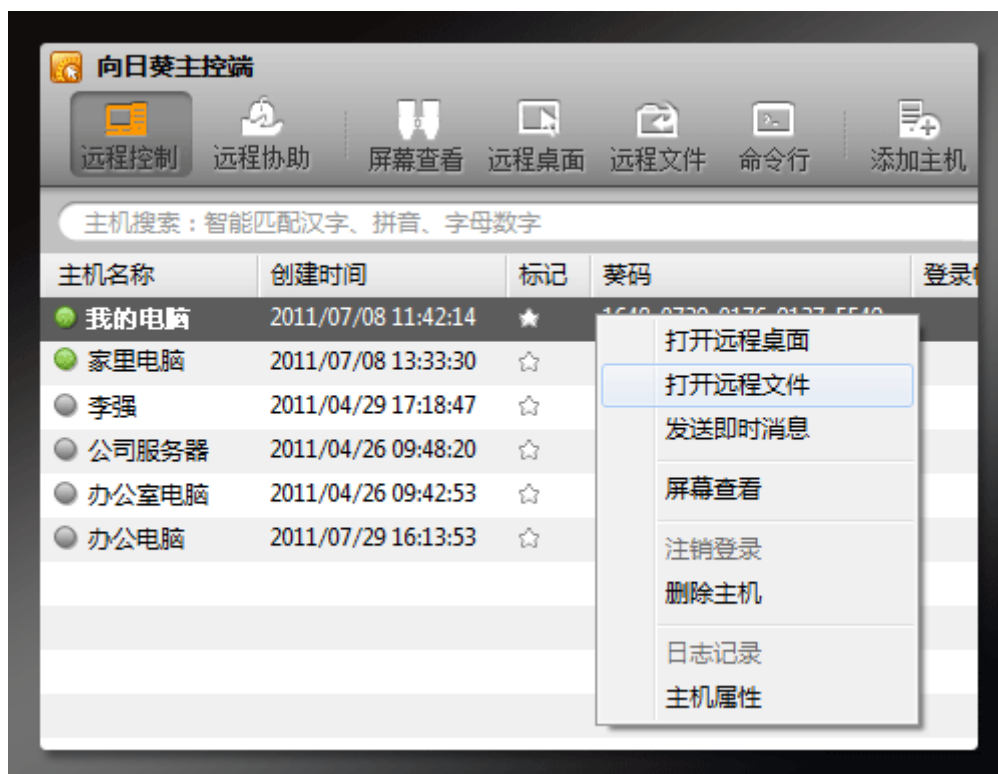 向日葵主控端
远程控制 远程协助 屏幕查看 远程桌面 远程文件 命令行 添加主机
主机搜索：智能匹配汉字、拼音、字母数字
主机名称 创建时间 标记 葵码 登录
我的电脑 2011/07/08 11:42:14
家里电脑 2011/07/08 13:33:30
李强 2011/04/29 17:18:47
公司服务器 2011/04/26 09:48:20
办公室电脑 2011/04/26 09:42:53
办公电脑 2011/07/29 16:13:53
打开远程桌面
打开远程文件
发送即时消息
屏幕查看
注销登录
删除主机
日志记录
主机属性